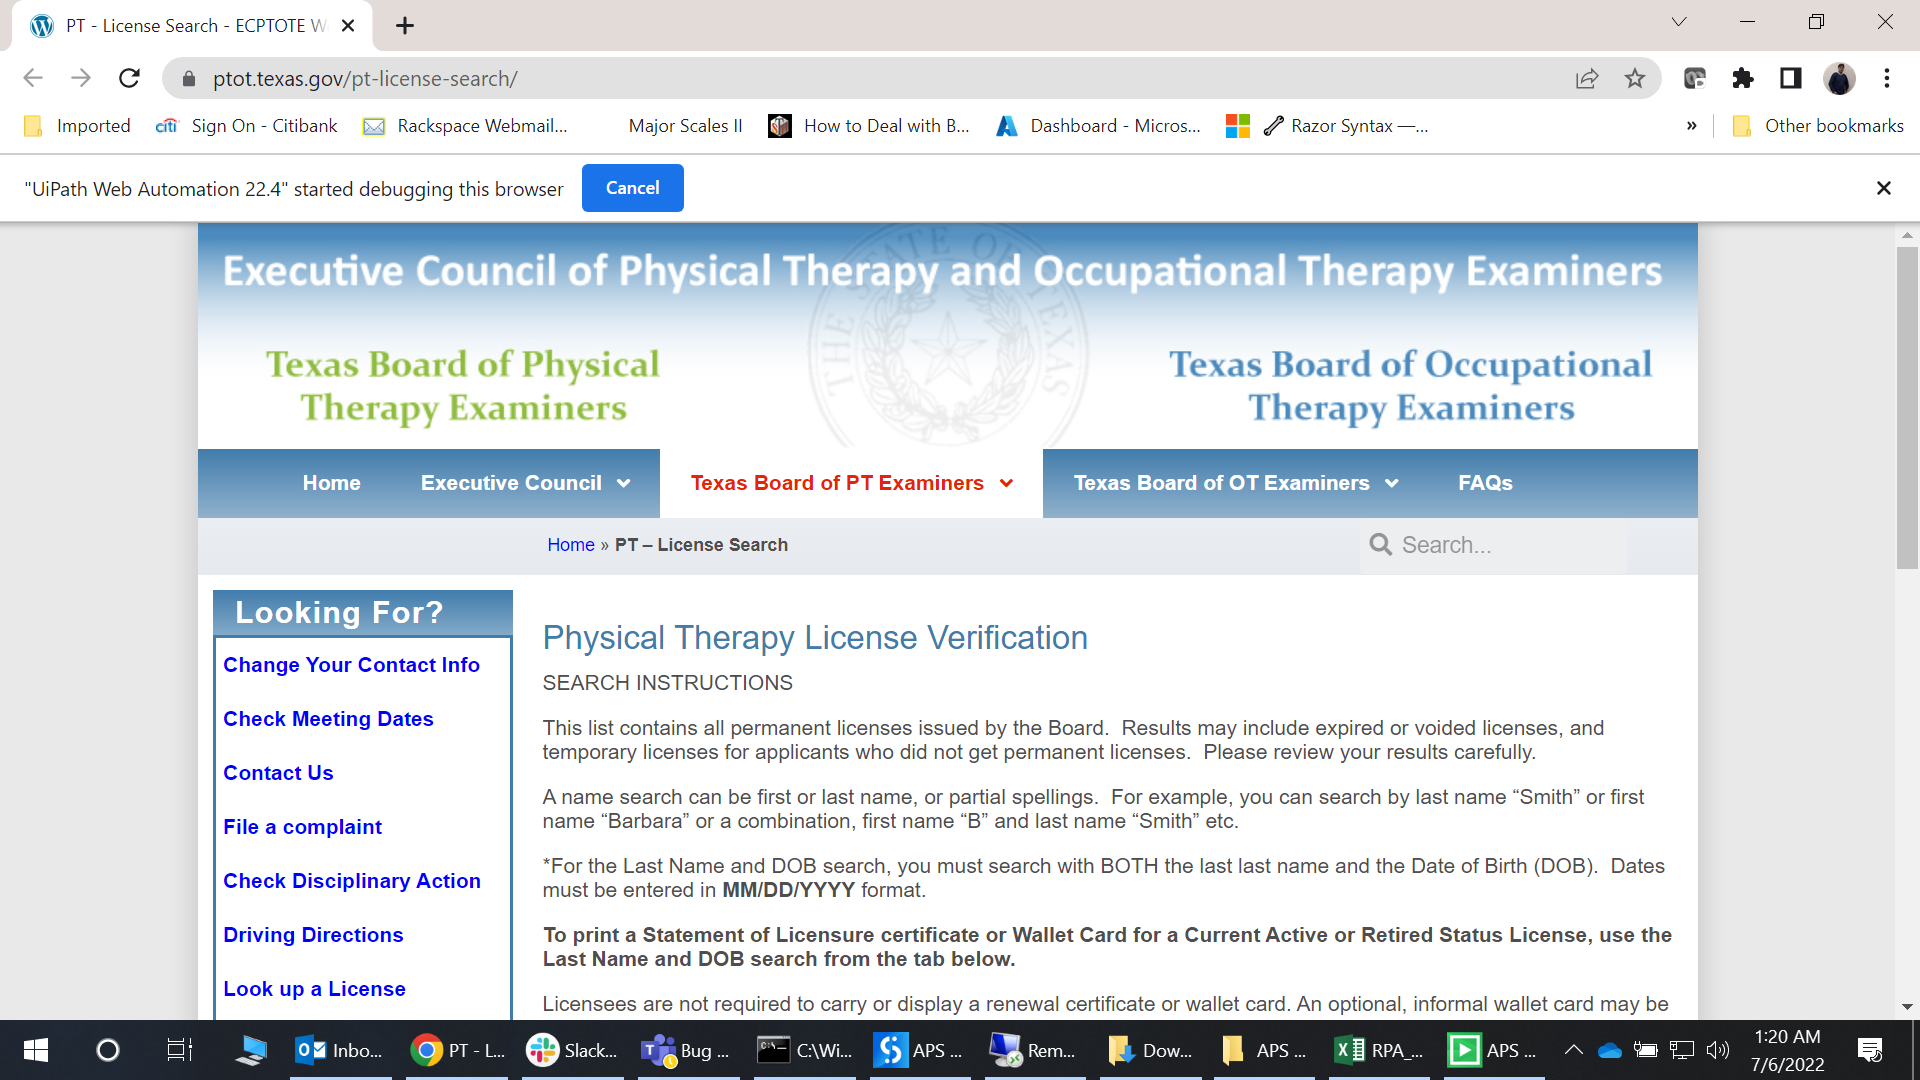 PT - License Search - ECPTOTE W
ptot.texas.gov/pt-license-search/
Imported
citi Sign On - Citibank
Rackspace Webmail...
Major Scales II
How to Deal with B...
Dashboard - Micros...
Razor Syntax —...
»
Other bookmarks
"UiPath Web Automation 22.4" started debugging this browser
Cancel
THE STATE OF TEXAS
Executive Council of Physical Therapy and Occupational Therapy Examiners
Texas Board of Physical
Therapy Examiners
Texas Board of Occupational
Therapy Examiners
Home
Executive Council
Texas Board of PT Examiners
Texas Board of OT Examiners
FAQs
Home » PT – License Search
Search...
Looking For?
Change Your Contact Info
Check Meeting Dates
Contact Us
File a complaint
Check Disciplinary Action
Driving Directions
Look up a License
Physical Therapy License Verification
SEARCH INSTRUCTIONS
This list contains all permanent licenses issued by the Board.  Results may include expired or voided licenses, and
temporary licenses for applicants who did not get permanent licenses.  Please review your results carefully.
A name search can be first or last name, or partial spellings.  For example, you can search by last name “Smith” or first
name “Barbara” or a combination, first name “B” and last name “Smith” etc.
*For the Last Name and DOB search, you must search with BOTH the last last name and the Date of Birth (DOB).  Dates
must be entered in MM/DD/YYYY format.
To print a Statement of Licensure certificate or Wallet Card for a Current Active or Retired Status License, use the
Last Name and DOB search from the tab below.
Licensees are not required to carry or display a renewal certificate or wallet card. An optional, informal wallet card may be
Inbo...
PT - L...
Slack...
Bug ...
C:\Wi...
APS ...
Rem...
Dow...
APS ...
RPA_...
APS ...
1:20 AM
7/6/2022